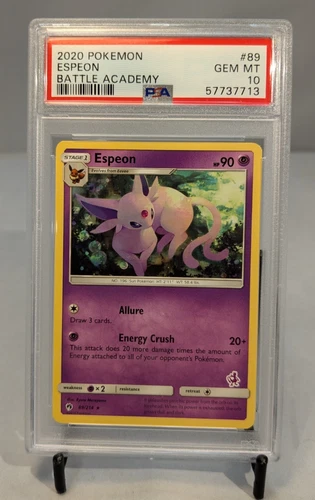 2020 POKEMON #89
ESPEON GEM MT
BATTLE ACADEMY 10
PSA 57737713
STAGE 1 Espeon HP 90
Evolves from Eevee
Allure
Draw 3 cards.
Energy Crush 20+
This attack does 20 more damage times the amount of
Energy attached to all of your opponent's Pokémon.
weakness ×2 resistance retreat